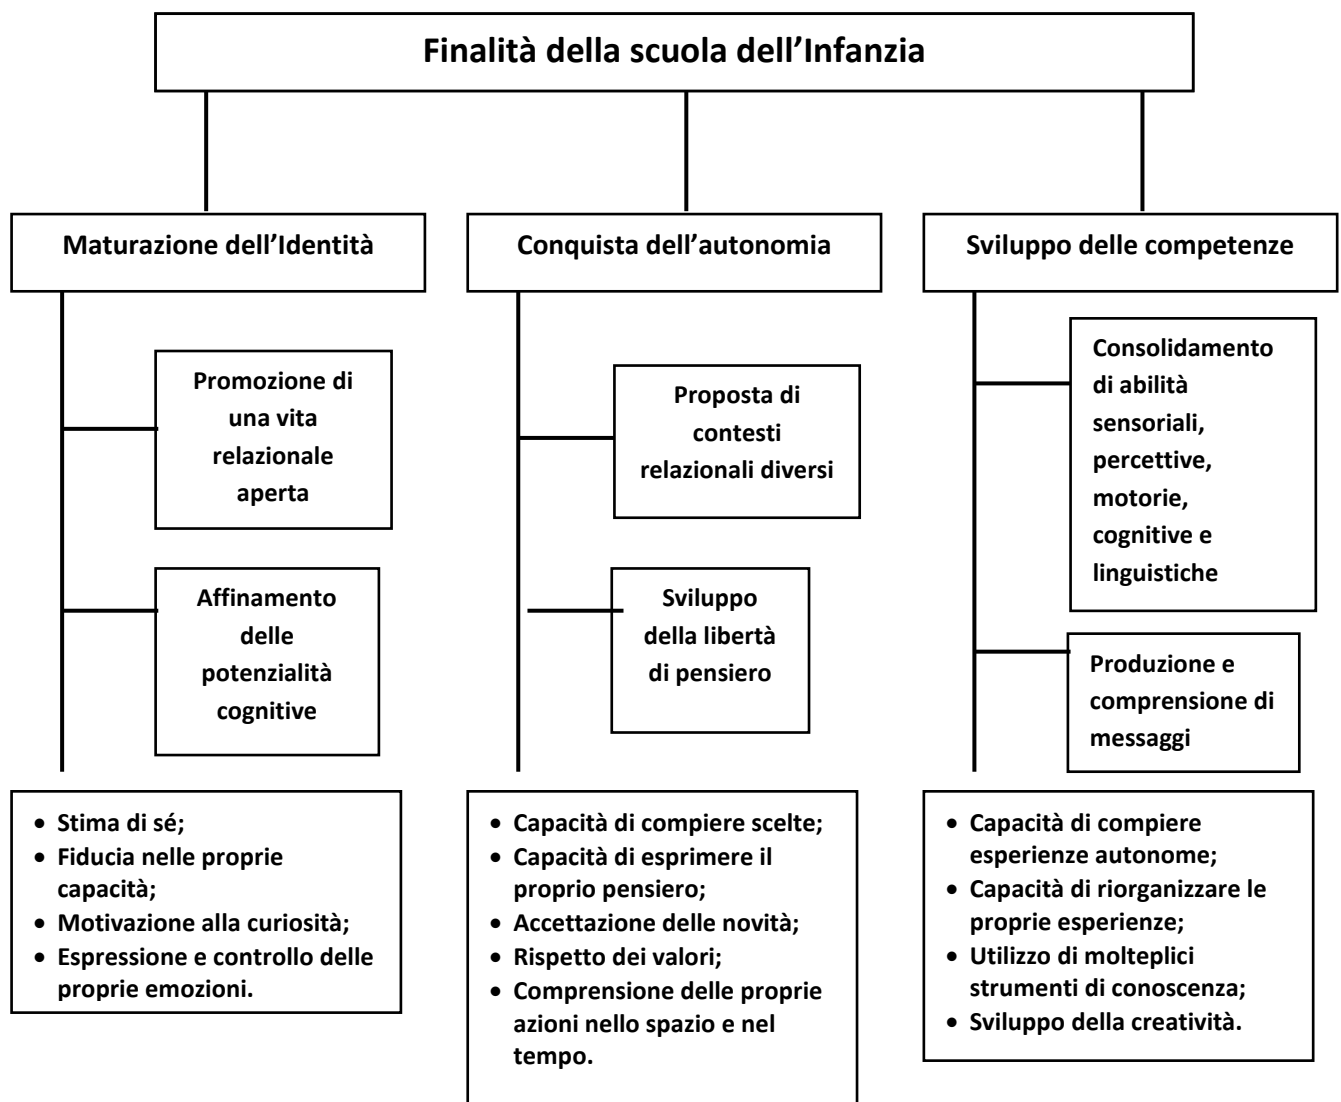 Finalità della scuola dell’Infanzia
Maturazione dell’Identità
Promozione di
una vita
relazionale
aperta
Affinamento
delle
potenzialità
cognitive
• Stima di sé;
• Fiducia nelle proprie
capacità;
• Motivazione alla curiosità;
• Espressione e controllo delle
proprie emozioni.
Conquista dell’autonomia
Proposta di
contesti
relazionali diversi
Sviluppo
della libertà
di pensiero
• Capacità di compiere scelte;
• Capacità di esprimere il
proprio pensiero;
• Accettazione delle novità;
• Rispetto dei valori;
• Comprensione delle proprie
azioni nello spazio e nel
tempo.
Sviluppo delle competenze
Consolidamento
di abilità
sensoriali,
percettive,
motorie,
cognitive e
linguistiche
Produzione e
comprensione di
messaggi
• Capacità di compiere
esperienze autonome;
• Capacità di riorganizzare le
proprie esperienze;
• Utilizzo di molteplici
strumenti di conoscenza;
• Sviluppo della creatività.